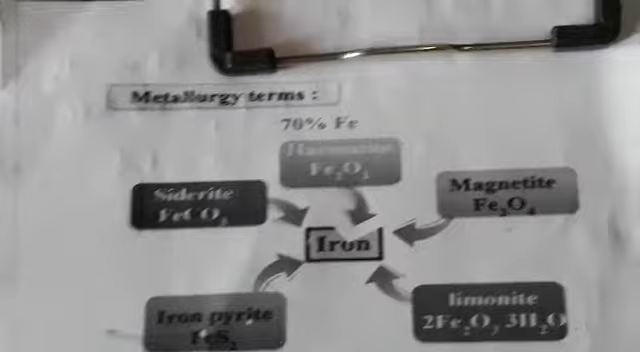 Metallurgy terms :
70% Fe
Haematite
Fe₂O₃
Siderite
FeCO₃
Magnetite
Fe₃O₄
Iron
Iron pyrite
FeS₂
limonite
2Fe₂O₃ 3H₂O